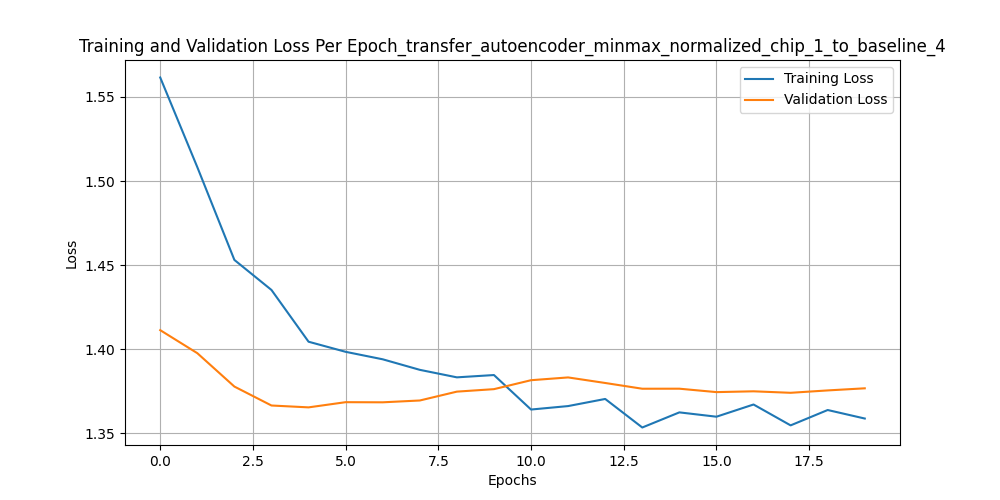 Training and Validation Loss Per Epoch_transfer_autoencoder_minmax_normalized_chip_1_to_baseline_4
Training Loss
Validation Loss
1.55
1.50
1.45
1.40
1.35
Loss
0.0 2.5 5.0 7.5 10.0 12.5 15.0 17.5
Epochs